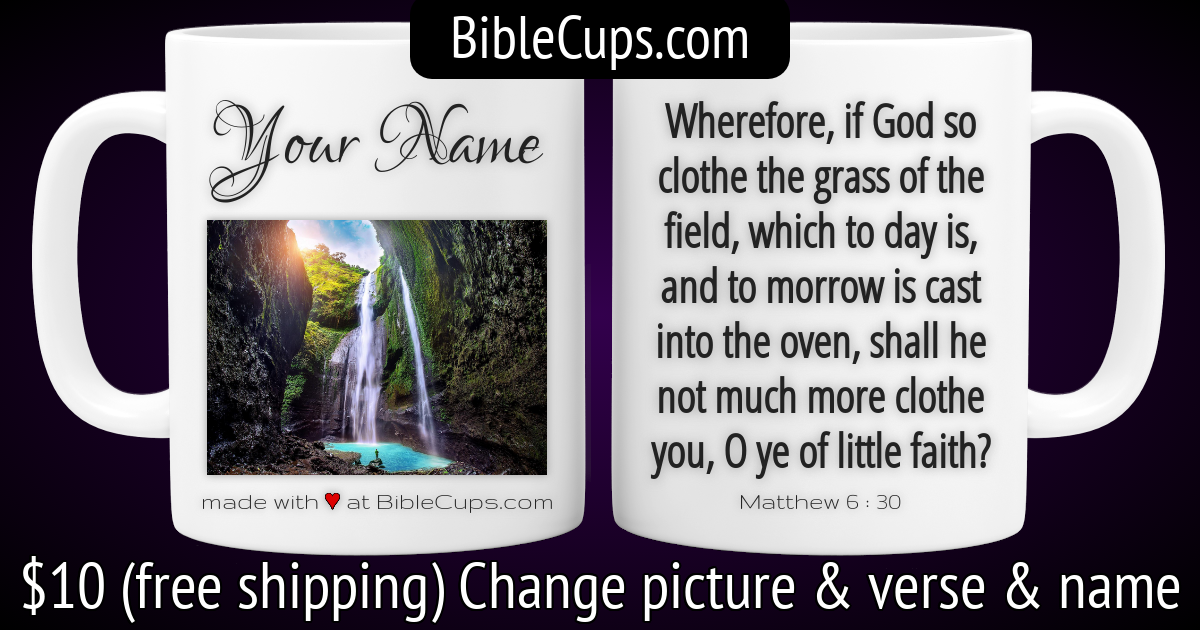 BibleCups.com
Your Name
made with ♥ at BibleCups.com
Wherefore, if God so
clothe the grass of the
field, which to day is,
and to morrow is cast
into the oven, shall he
not much more clothe
you, O ye of little faith?
Matthew 6 : 30
$10 (free shipping) Change picture & verse & name